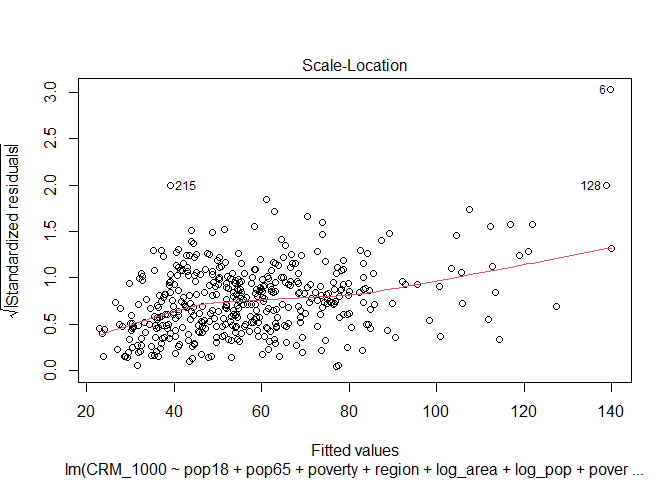 Scale-Location
√|Standardized residuals|
3.0
2.5
2.0
1.5
1.0
0.5
0.0
6
128
215
20 40 60 80 100 120 140
Fitted values
lm(CRM_1000 ~ pop18 + pop65 + poverty + region + log_area + log_pop + pover ...